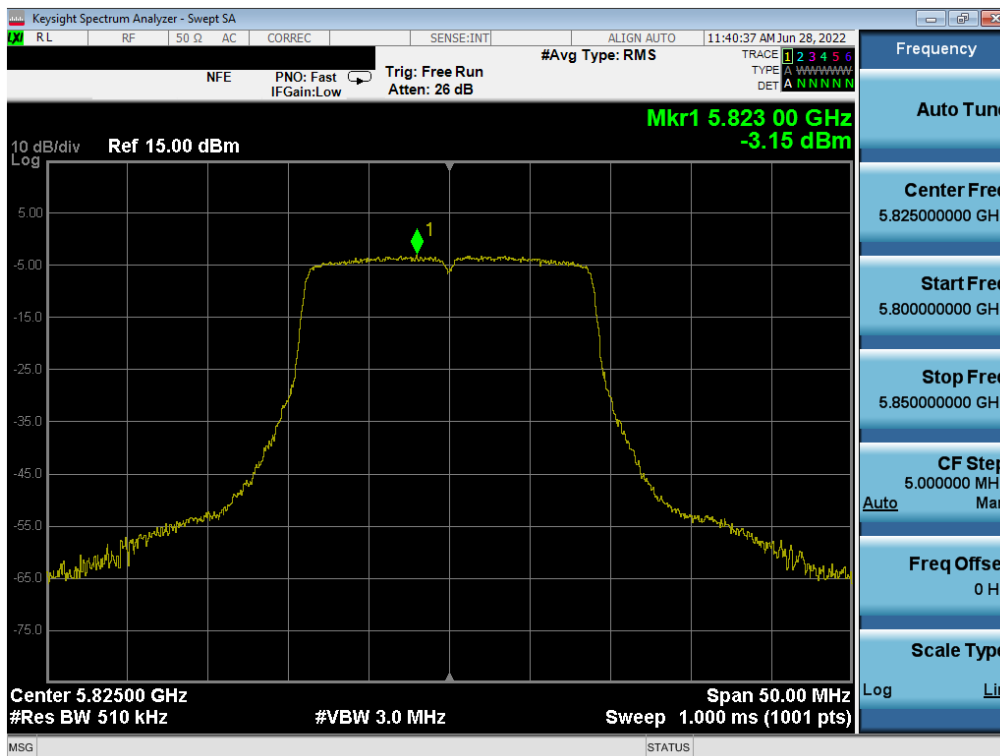 Keysight Spectrum Analyzer - Swept SA
LXI RL RF 50 Ω AC CORREC SENSE:INT ALIGN AUTO 11:40:37 AM Jun 28, 2022
NFE PNO: Fast Trig: Free Run #Avg Type: RMS TRACE 1 2 3 4 5 6
IFGain:Low Atten: 26 dB TYPE A WWWWW
DET A N N N N N
Mkr1 5.823 00 GHz
-3.15 dBm
10 dB/div Ref 15.00 dBm
Log
5.00
1
-5.00
-15.0
-25.0
-35.0
-45.0
-55.0
-65.0
-75.0
Center 5.82500 GHz Span 50.00 MHz
#Res BW 510 kHz #VBW 3.0 MHz Sweep 1.000 ms (1001 pts)
MSG STATUS
Frequency
Auto Tun
Center Fre
5.825000000 GH
Start Fre
5.800000000 GH
Stop Fre
5.850000000 GH
CF Step
5.000000 MH
Auto Ma
Freq Offse
0 H
Scale Type
Log Li